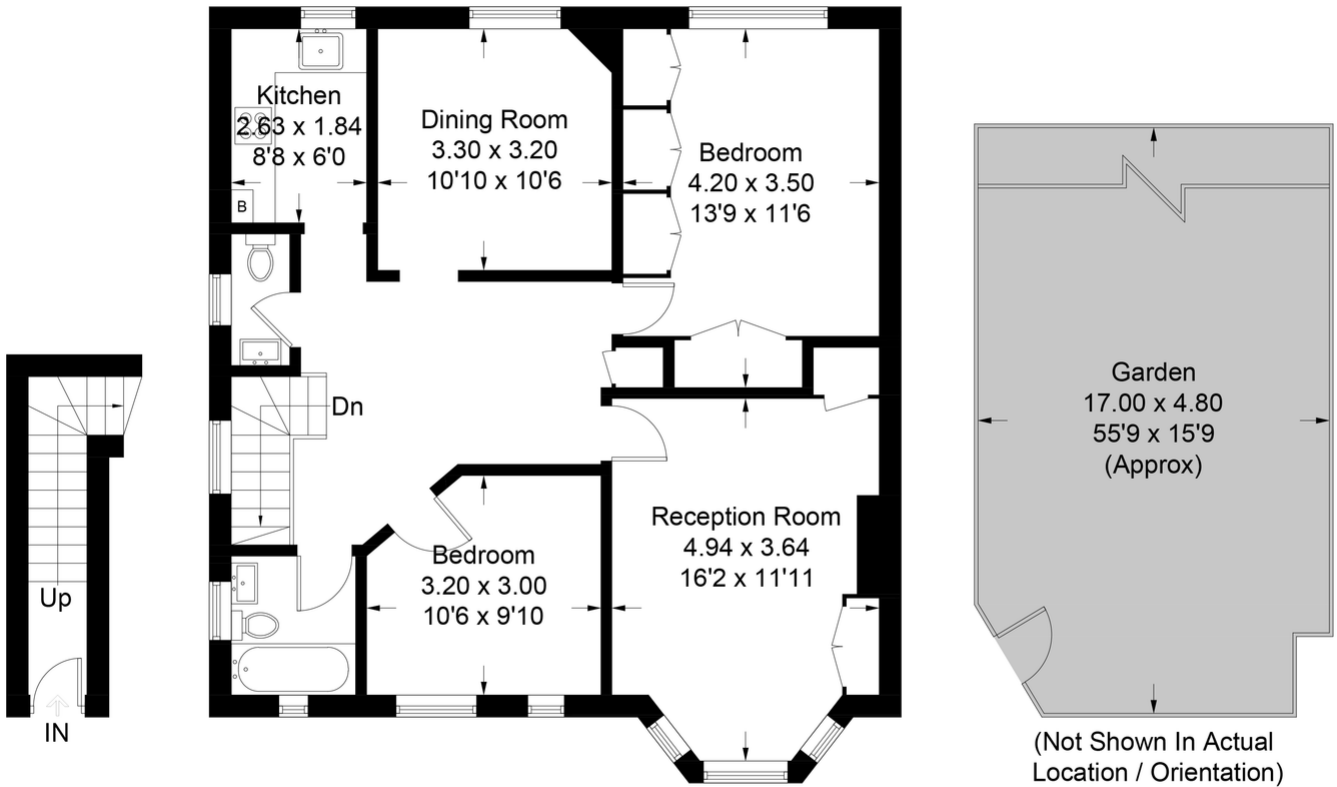 Kitchen
2.63 x 1.84
8'8 x 6'0
B
Dining Room
3.30 x 3.20
10'10 x 10'6
Bedroom
4.20 x 3.50
13'9 x 11'6
Dn
Up
IN
Bedroom
3.20 x 3.00
10'6 x 9'10
Reception Room
4.94 x 3.64
16'2 x 11'11
Garden
17.00 x 4.80
55'9 x 15'9
(Approx)
(Not Shown In Actual
Location / Orientation)